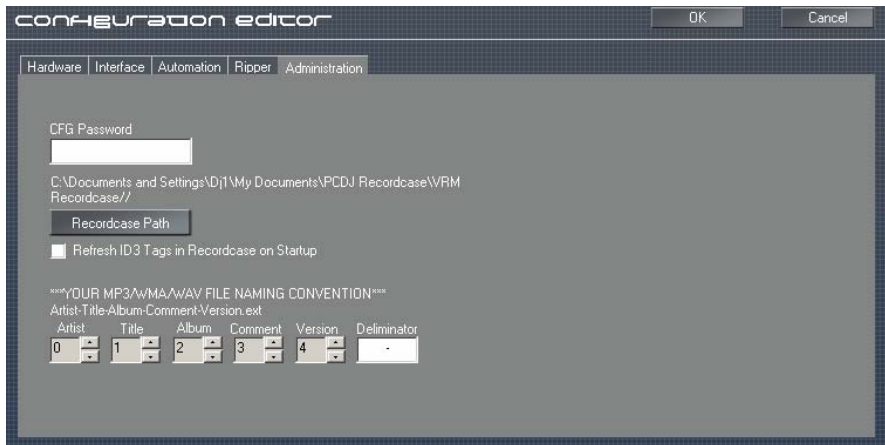 configuration editor
OK
Cancel
Hardware
Interface
Automation
Ripper
Administration
CFG Password
C:\Documents and Settings\Dj1\My Documents\PCDJ Recordcase\VRM
Recordcase//
Recordcase Path
Refresh ID3 Tags in Recordcase on Startup
***YOUR MP3/WMA/WAV FILE NAMING CONVENTION***
Artist-Title-Album-Comment-Version.ext
Artist Title Album Comment Version Deliminator
0 1 2 3 4 -